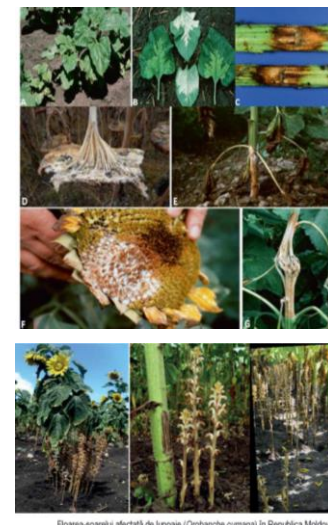 A
B
C
D
E
F
G
Floarea-soarelui afectată de lupoaie (Orobanche cumana) în Republica Moldo